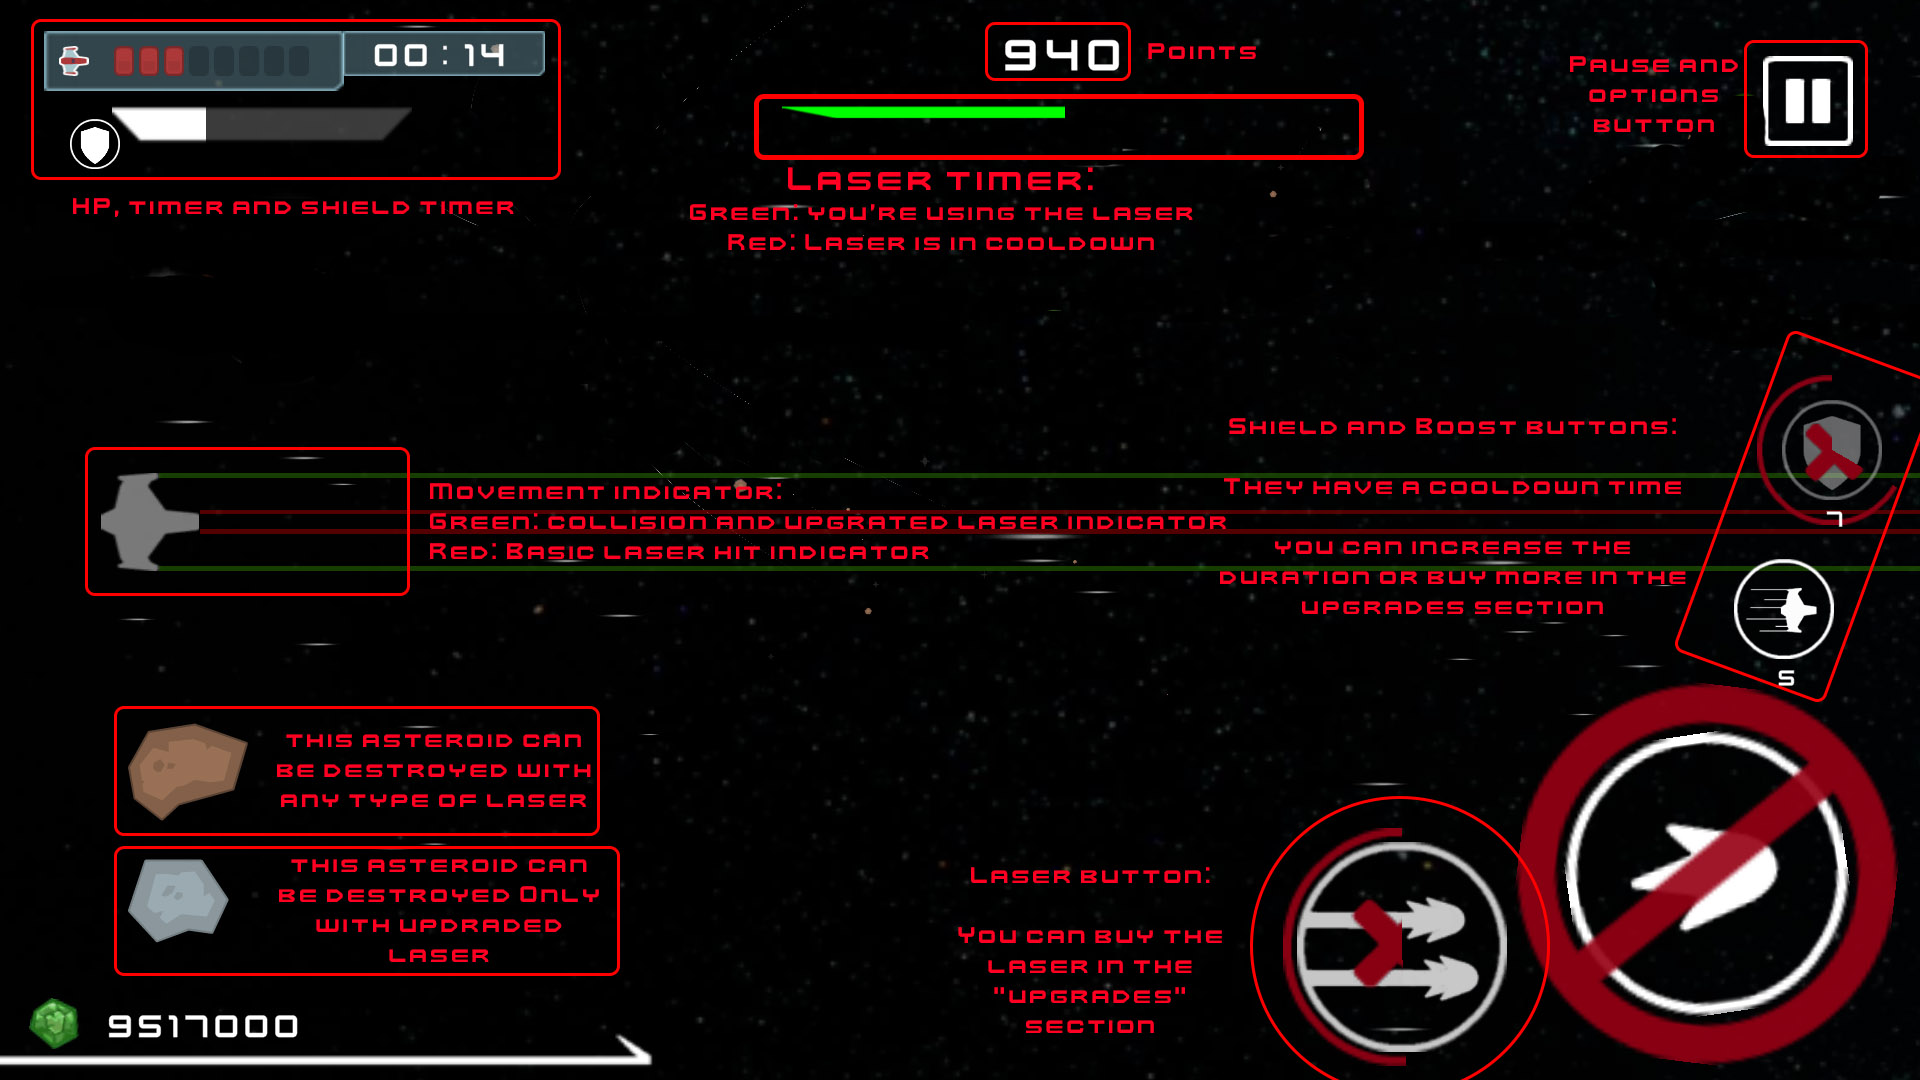 00:14
HP, timer and shield timer
940 Points
Laser timer:
Green: you're using the laser
Red: Laser is in cooldown
Pause and
options
button
Movement indicator:
Green: collision and upgrated laser indicator
Red: Basic laser hit indicator
Shield and Boost buttons:
They have a cooldown time
you can increase the
duration or buy more in the
upgrades section
7
5
this asteroid can
be destroyed with
any type of laser
this asteroid can
be destroyed Only
with updraded
laser
Laser button:
You can buy the
laser in the
"upgrades"
section
9517000